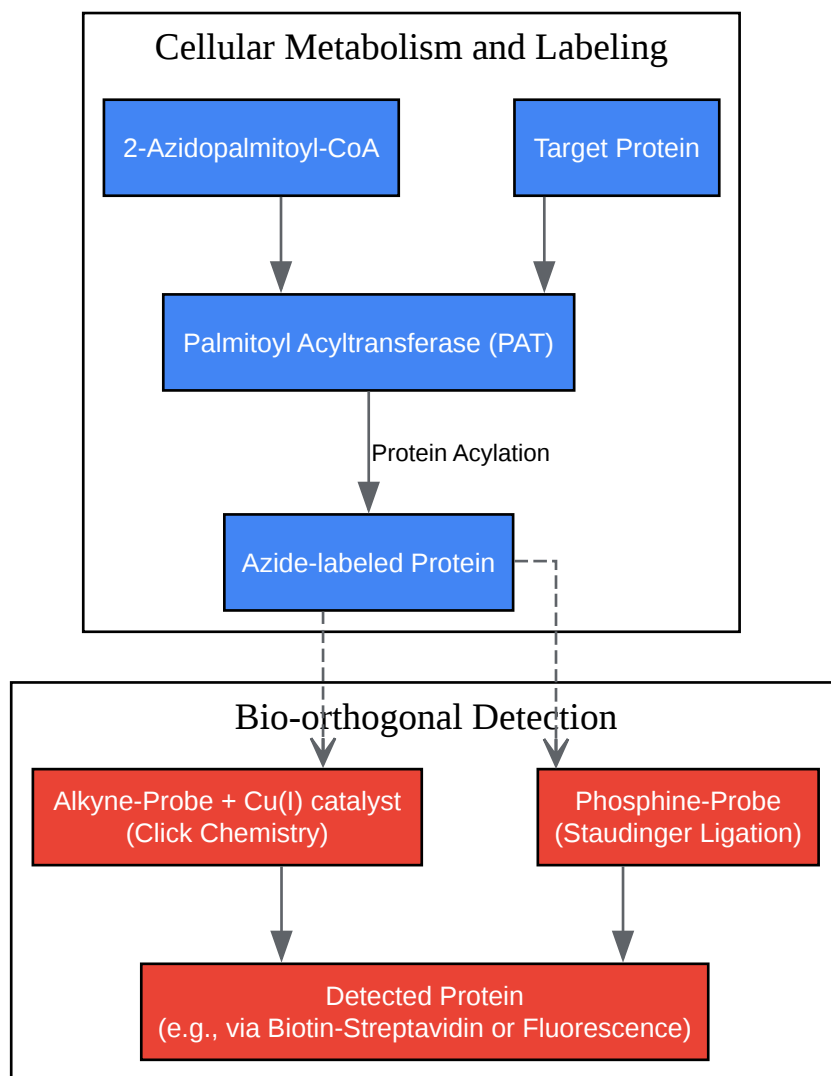 Cellular Metabolism and Labeling
2-Azidopalmitoyl-CoA
Target Protein
Palmitoyl Acyltransferase (PAT)
Protein Acylation
Azide-labeled Protein
Bio-orthogonal Detection
Alkyne-Probe + Cu(I) catalyst
(Click Chemistry)
Phosphine-Probe
(Staudinger Ligation)
Detected Protein
(e.g., via Biotin-Streptavidin or Fluorescence)